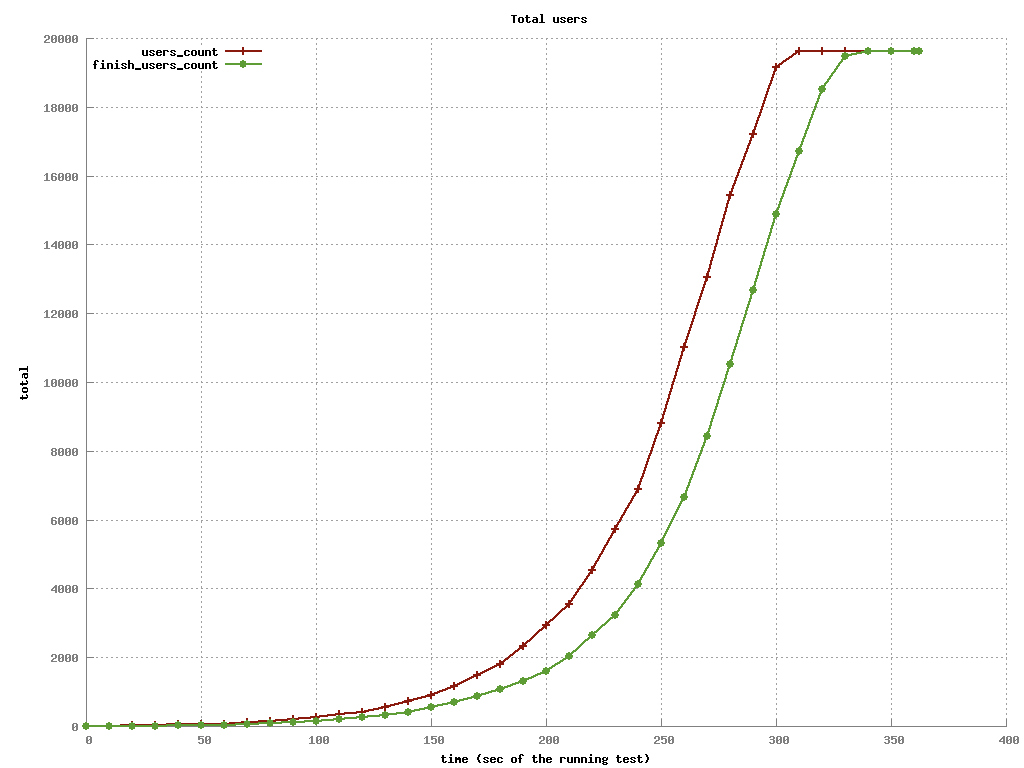 Total users
users_count
finish_users_count
20000
18000
16000
14000
12000
10000
8000
6000
4000
2000
0
total
0 50 100 150 200 250 300 350 400
time (sec of the running test)